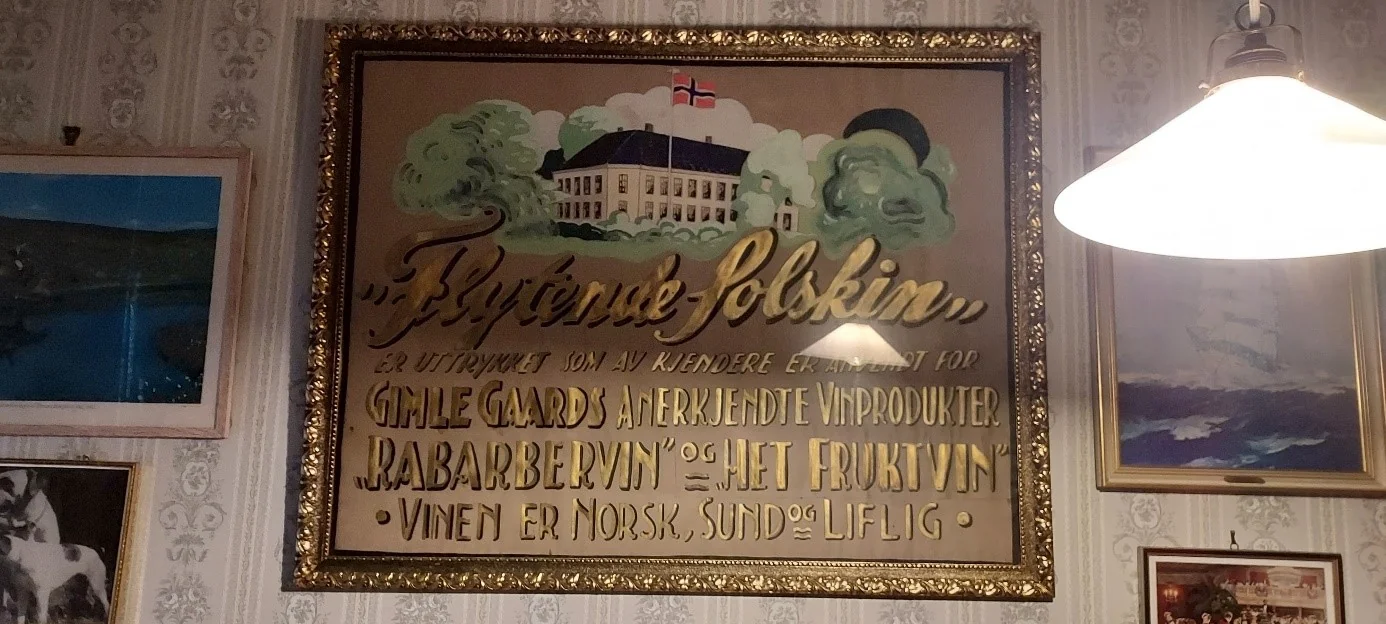 „Flytende Solskin„
ER UTTRYKKET SOM AV KJENDERE ER ANVENDT FOR
GIMLE GAARDS ANERKJENDTE VINPRODUKTER
„RABARBERVIN” OG „HET FRUKTVIN”
• VINEN ER NORSK, SUND OG LIFLIG •